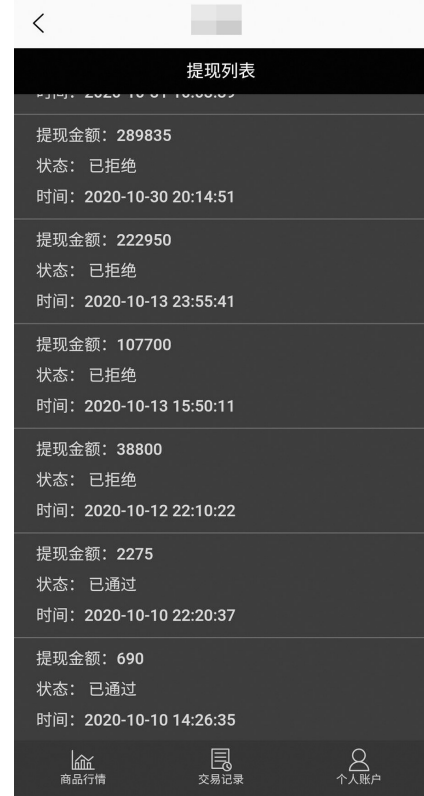 提现列表
提现金额：289835
状态： 已拒绝
时间：2020-10-30 20:14:51
提现金额：222950
状态： 已拒绝
时间：2020-10-13 23:55:41
提现金额：107700
状态： 已拒绝
时间：2020-10-13 15:50:11
提现金额：38800
状态： 已拒绝
时间：2020-10-12 22:10:22
提现金额：2275
状态： 已通过
时间：2020-10-10 22:20:37
提现金额：690
状态： 已通过
时间：2020-10-10 14:26:35
商品行情
交易记录
个人账户